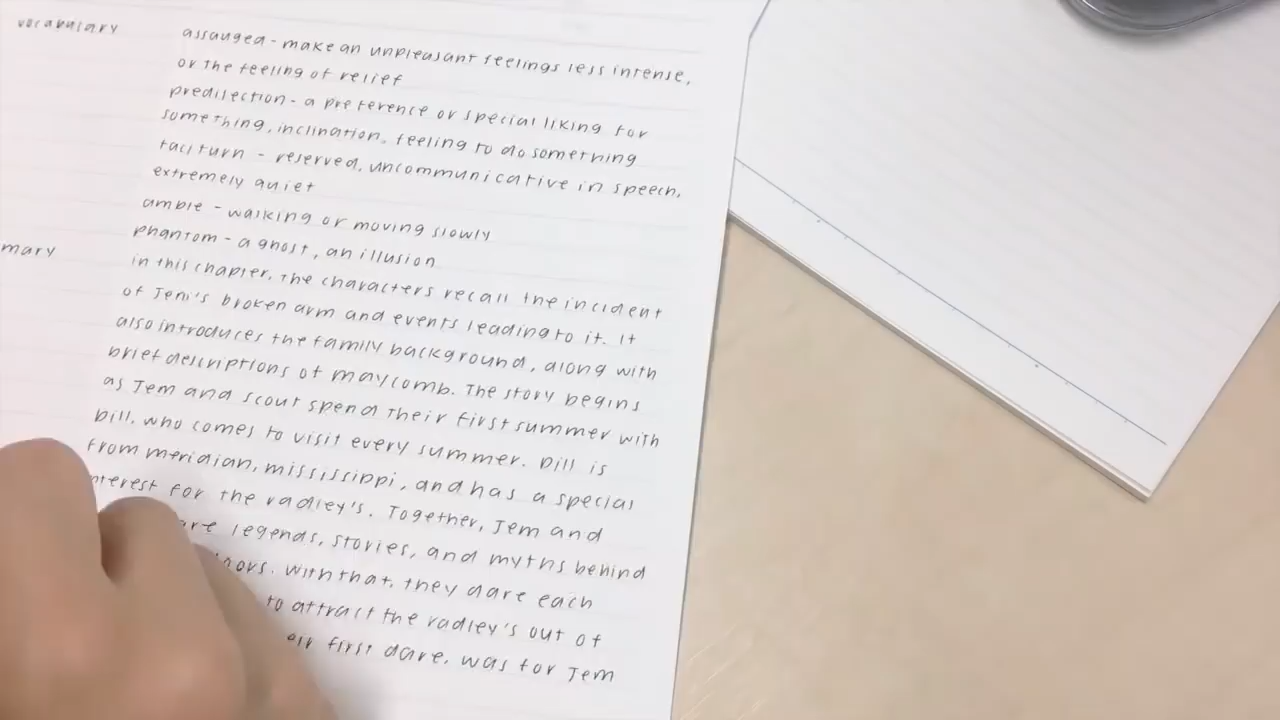 vocabulary
assauged - make an unpleasant feelings less intense,
or the feeling of relief
predilection - a preference or special liking for
something, inclination, feeling to do something
taciturn - reserved, uncommunicative in speech,
extremely quiet
amble - walking or moving slowly
phantom - a ghost, an illusion
mary
in this chapter, the characters recall the incident
of Jem's broken arm and events leading to it. It
also introduces the family background, along with
brief descriptions of maycomb. The story begins
as Jem and scout spend their first summer with
Dill, who comes to visit every summer. Dill is
from meridian, mississippi, and has a special
nterest for the radley's. Together, Jem and
are legends, stories, and myths behind
with that, they dare each
to attract the radley's out of
eir first dare, was for Jem